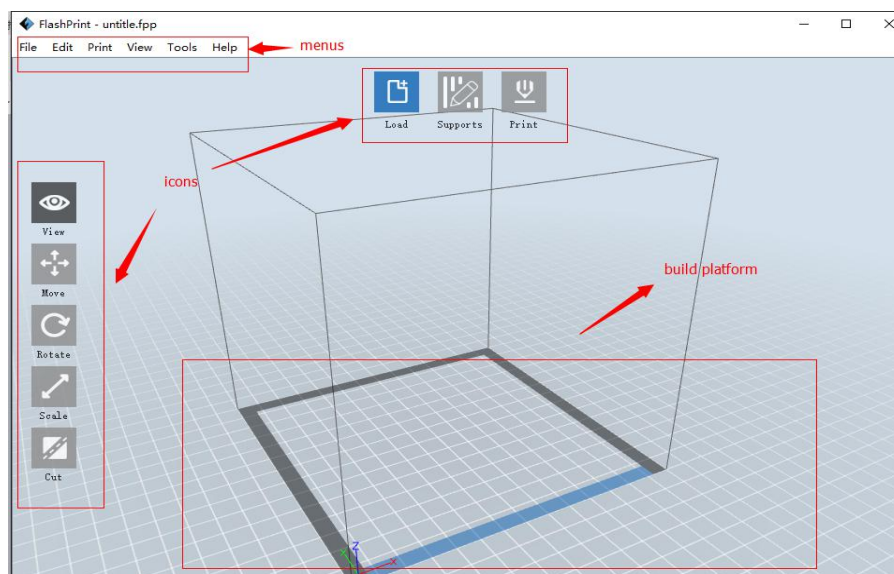 FlashPrint - untitle.fpp
File Edit Print View Tools Help
menus
Load Supports Print
icons
View
Move
build platform
Rotate
Scale
Cut
Z
Y
X